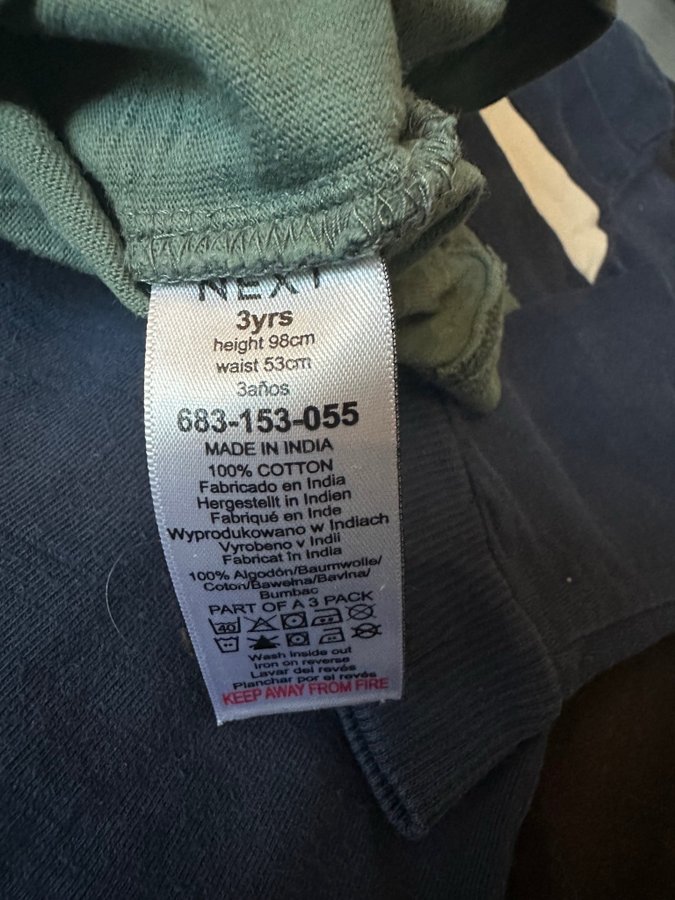 NEXT
3yrs
height 98cm
waist 53cm
3años
683-153-055
MADE IN INDIA
100% COTTON
Fabricado en India
Hergestellt in Indien
Fabriqué en Inde
Wyprodukowano w Indiach
Vyrobeno v Indii
Fabricat în India
100% Algodón/Baumwolle/
Coton/Bawełna/Bavlna/
Bumbac
PART OF A 3 PACK
40
Wash inside out
Iron on reverse
Lavar del revés
Planchar por el revés
KEEP AWAY FROM FIRE